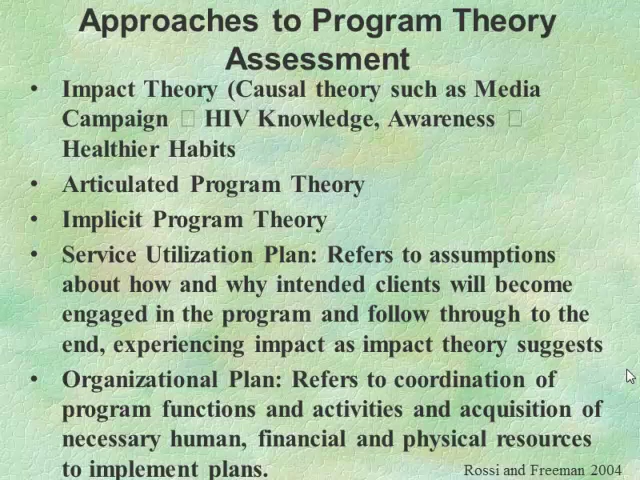 Approaches to Program Theory
Assessment
• Impact Theory (Causal theory such as Media
Campaign □ HIV Knowledge, Awareness □
Healthier Habits
• Articulated Program Theory
• Implicit Program Theory
• Service Utilization Plan: Refers to assumptions
about how and why intended clients will become
engaged in the program and follow through to the
end, experiencing impact as impact theory suggests
• Organizational Plan: Refers to coordination of
program functions and activities and acquisition of
necessary human, financial and physical resources
to implement plans.
Rossi and Freeman 2004